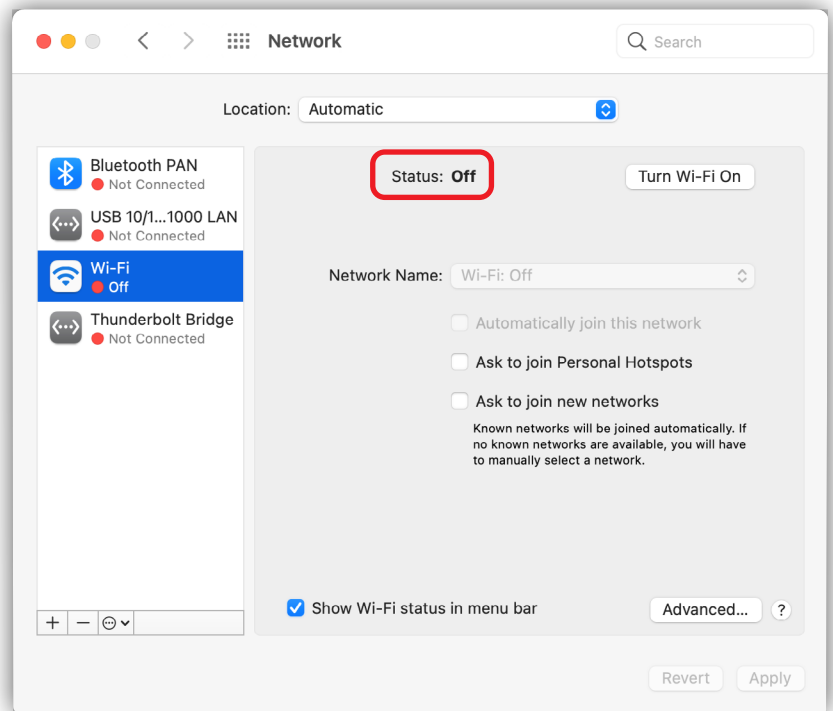 Network
Search
Location: Automatic
Bluetooth PAN
Not Connected
USB 10/1...1000 LAN
Not Connected
Wi-Fi
Off
Thunderbolt Bridge
Not Connected
Status: Off
Turn Wi-Fi On
Network Name: Wi-Fi: Off
Automatically join this network
Ask to join Personal Hotspots
Ask to join new networks
Known networks will be joined automatically. If
no known networks are available, you will have
to manually select a network.
Show Wi-Fi status in menu bar
Advanced...
?
Revert
Apply